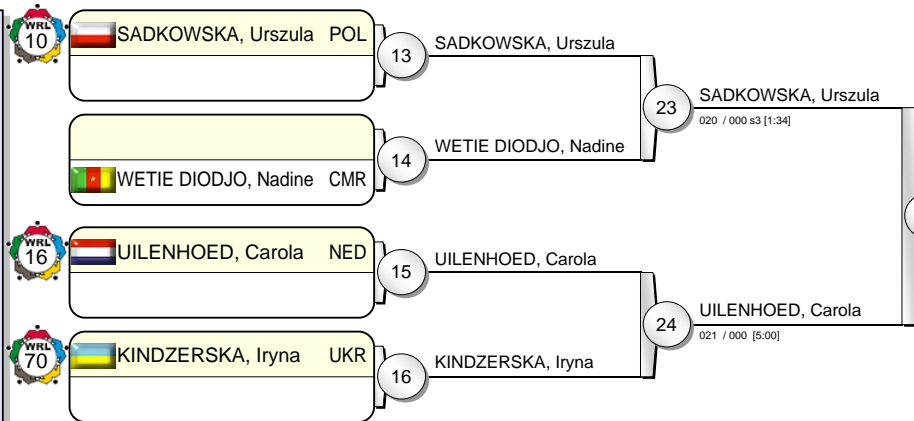 WRL
10
SADKOWSKA, Urszula POL
13
SADKOWSKA, Urszula
23
SADKOWSKA, Urszula
020 / 000 s3 [1:34]
14
WETIE DIODJO, Nadine
WETIE DIODJO, Nadine CMR
WRL
16
UILENHOED, Carola NED
15
UILENHOED, Carola
24
UILENHOED, Carola
021 / 000 [5:00]
WRL
70
KINDZERSKA, Iryna UKR
16
KINDZERSKA, Iryna